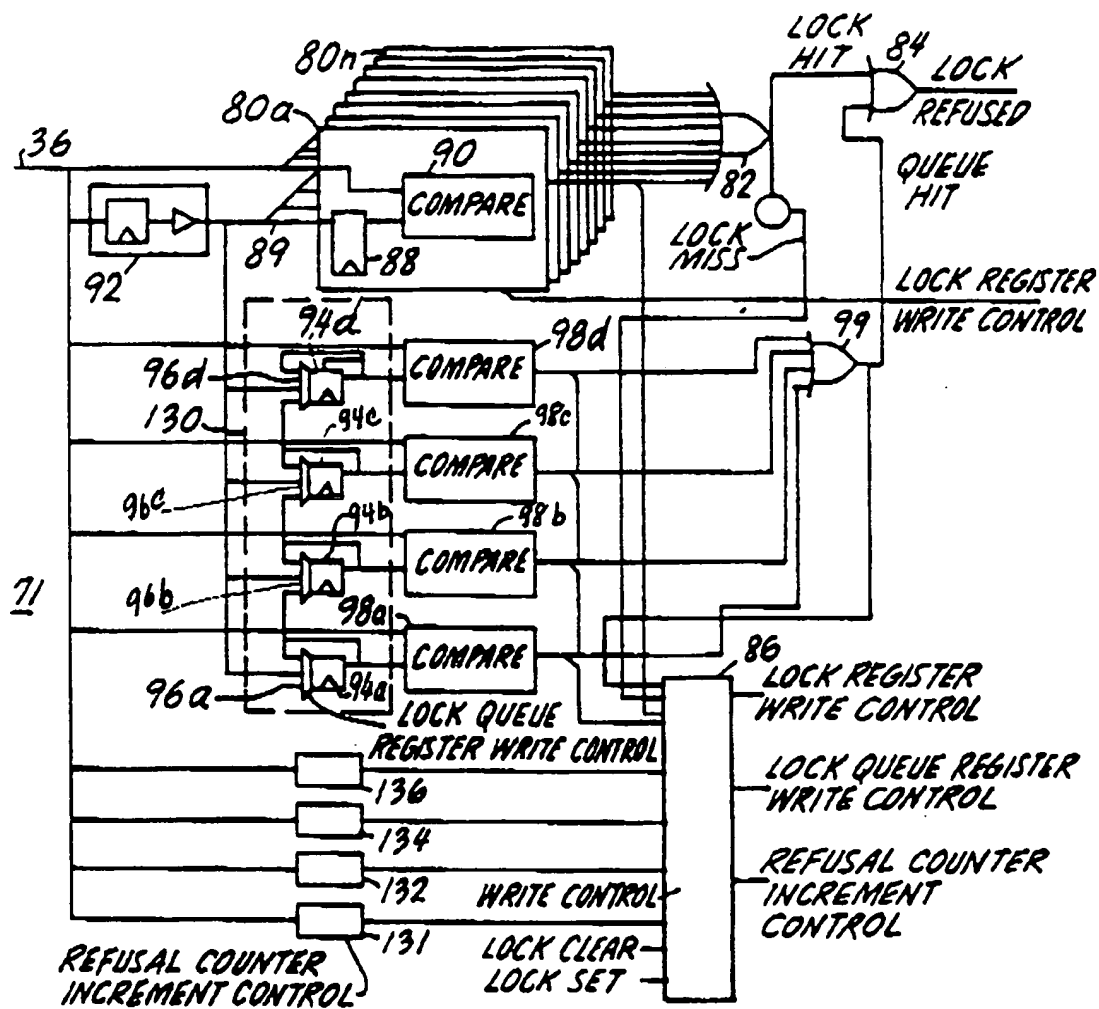 LOCK
HIT
84
LOCK
REFUSED
80n
80a
36
90
COMPARE
82
QUEUE
HIT
LOCK
MISS
92
89
88
LOCK REGISTER
WRITE CONTROL
94d
98d
99
96d
COMPARE
130
94c
98c
COMPARE
96c
94b
98b
COMPARE
96b
71
98a
COMPARE
86
96a
94a
LOCK QUEUE
REGISTER WRITE CONTROL
LOCK REGISTER
WRITE CONTROL
136
LOCK QUEUE REGISTER
WRITE CONTROL
134
132
WRITE CONTROL
REFUSAL COUNTER
INCREMENT
CONTROL
131
REFUSAL COUNTER
INCREMENT CONTROL
LOCK CLEAR
LOCK SET